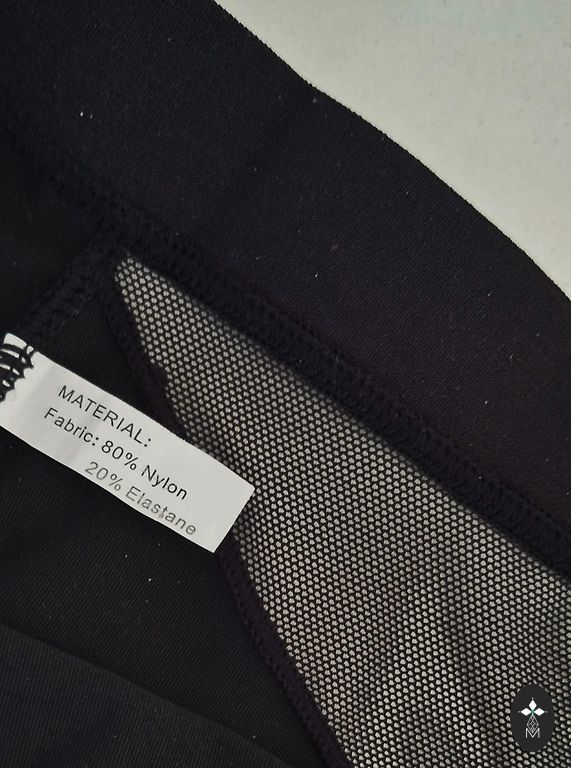 MATERIAL:
Fabric: 80% Nylon
20% Elastane